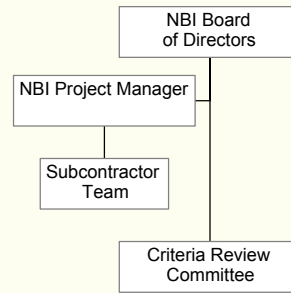 NBI Board
of Directors
NBI Project Manager
Subcontractor
Team
Criteria Review
Committee